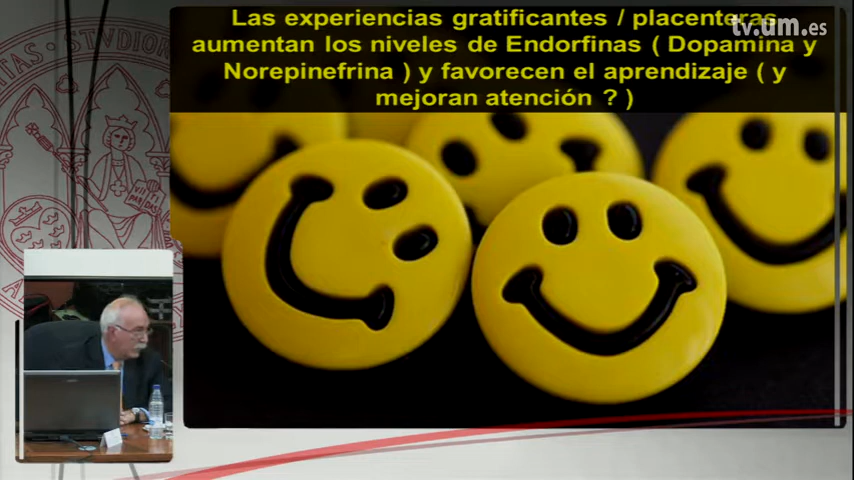 Las experiencias gratificantes / placenteras
tv.um.es
aumentan los niveles de Endorfinas ( Dopamina y
Norepinefrina ) y favorecen el aprendizaje ( y
mejoran atención ? )